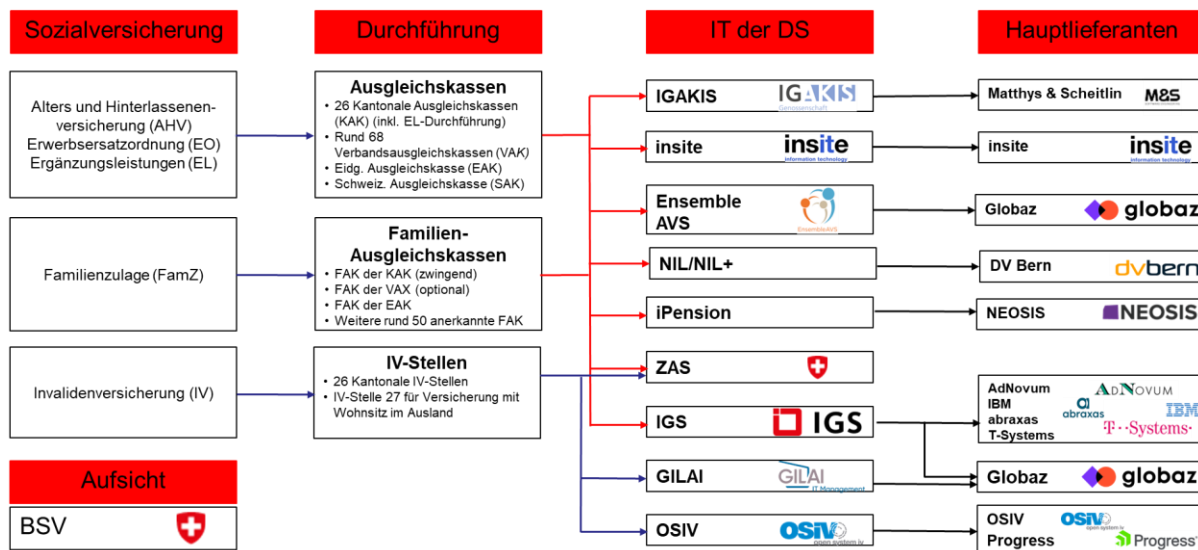 Sozialversicherung
Alters und Hinterlassenen-
versicherung (AHV)
Erwerbsersatzordnung (EO)
Ergänzungsleistungen (EL)
Familienzulage (FamZ)
Invalidenversicherung (IV)
Aufsicht
BSV
Durchführung
Ausgleichskassen
• 26 Kantonale Ausgleichskassen
(KAK) (inkl. EL-Durchführung)
• Rund 68
Verbandsausgleichskassen (VAK)
• Eidg. Ausgleichskasse (EAK)
• Schweiz. Ausgleichskasse (SAK)
Familien-
Ausgleichskassen
• FAK der KAK (zwingend)
• FAK der VAX (optional)
• FAK der EAK
• Weitere rund 50 anerkannte FAK
IV-Stellen
• 26 Kantonale IV-Stellen
• IV-Stelle 27 für Versicherung mit
Wohnsitz im Ausland
IT der DS
IGAKIS IGAKIS
Genossenschaft
insite insite
information technology
Ensemble
AVS
EnsembleAVS
NIL/NIL+
iPension
ZAS
IGS IGS
GILAI GILAI
IT Management
OSIV OSIV
open system iv
Hauptlieferanten
Matthys & Scheitlin M&S
insite insite
information technology
Globaz globaz
DV Bern dvbern
NEOSIS NEOSIS
AdNovum ADNOVUM
IBM IBM
abraxas abraxas
T-Systems T··Systems·
Globaz globaz
OSIV OSIV
open system iv
Progress Progress